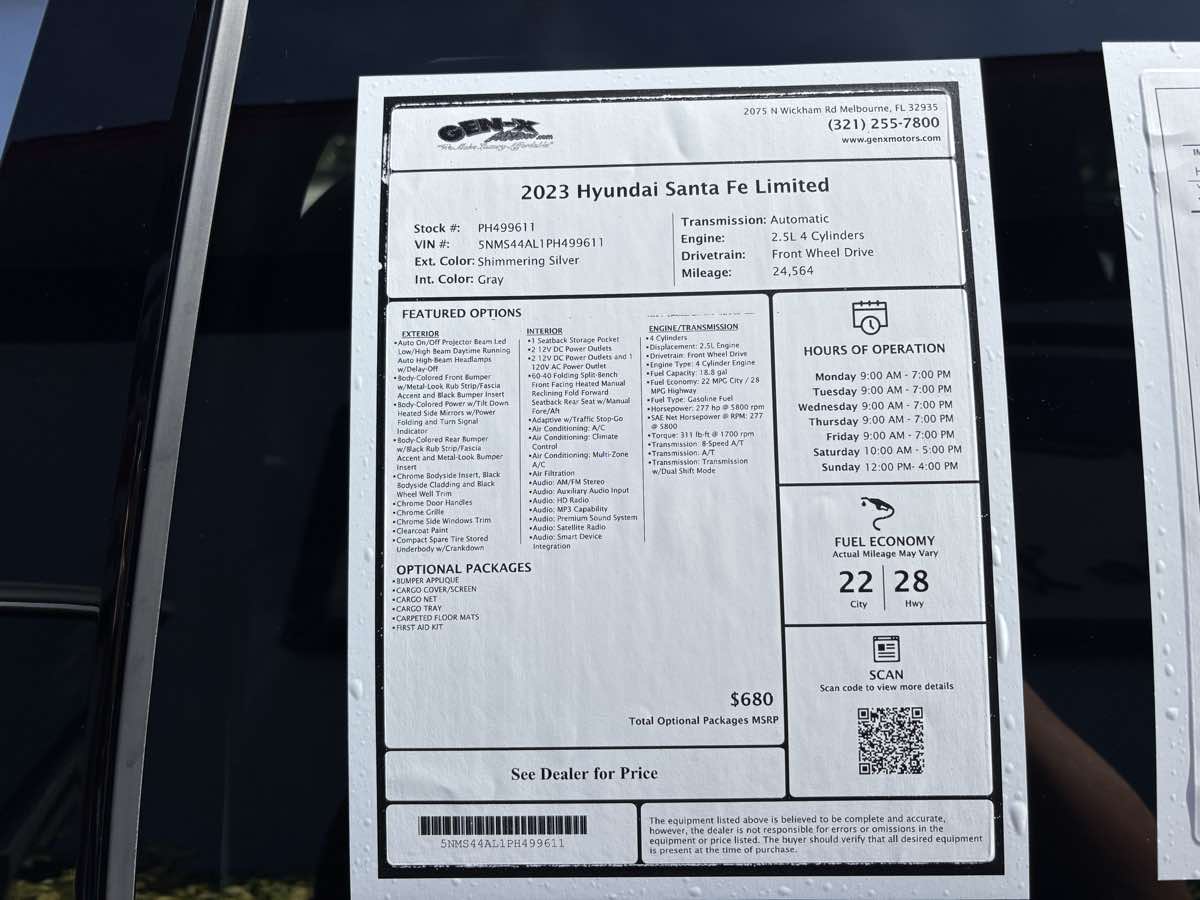 GEN-X
"We Make Luxury Affordable"
2075 N Wickham Rd Melbourne, FL 32935
(321) 255-7800
www.genxmotors.com
2023 Hyundai Santa Fe Limited
Stock #: PH499611
VIN #: 5NMS44AL1PH499611
Ext. Color: Shimmering Silver
Int. Color: Gray
Transmission: Automatic
Engine: 2.5L 4 Cylinders
Drivetrain: Front Wheel Drive
Mileage: 24,564
FEATURED OPTIONS
EXTERIOR
•Auto On/Off Projector Beam Led
Low/High Beam Daytime Running
Auto High-Beam Headlamps
w/Delay-Off
•Body-Colored Front Bumper
w/Metal-Look Rub Strip/Fascia
Accent and Black Bumper Insert
•Body-Colored Power w/Tilt Down
Heated Side Mirrors w/Power
Folding and Turn Signal
Indicator
•Body-Colored Rear Bumper
w/Black Rub Strip/Fascia
Accent and Metal-Look Bumper
Insert
•Chrome Bodyside Insert, Black
Bodyside Cladding and Black
Wheel Well Trim
•Chrome Door Handles
•Chrome Grille
•Chrome Side Windows Trim
•Clearcoat Paint
•Compact Spare Tire Stored
Underbody w/Crankdown
INTERIOR
•1 Seatback Storage Pocket
•2 12V DC Power Outlets
•2 12V DC Power Outlets and 1
120V AC Power Outlet
•60-40 Folding Split-Bench
Front Facing Heated Manual
Reclining Fold Forward
Seatback Rear Seat w/Manual
Fore/Aft
•Adaptive w/Traffic Stop-Go
•Air Conditioning: A/C
•Air Conditioning: Climate
Control
•Air Conditioning: Multi-Zone
A/C
•Air Filtration
•Audio: AM/FM Stereo
•Audio: Auxiliary Audio Input
•Audio: HD Radio
•Audio: MP3 Capability
•Audio: Premium Sound System
•Audio: Satellite Radio
•Audio: Smart Device
Integration
ENGINE/TRANSMISSION
•4 Cylinders
•Displacement: 2.5L Engine
•Drivetrain: Front Wheel Drive
•Engine Type: 4 Cylinder Engine
•Fuel Capacity: 18.8 gal
•Fuel Economy: 22 MPG City / 28
MPG Highway
•Fuel Type: Gasoline Fuel
•Horsepower: 277 hp @ 5800 rpm
•SAE Net Horsepower @ RPM: 277
@ 5800
•Torque: 311 lb-ft @ 1700 rpm
•Transmission: 8-Speed A/T
•Transmission: A/T
•Transmission: Transmission
w/Dual Shift Mode
OPTIONAL PACKAGES
•BUMPER APPLIQUE
•CARGO COVER/SCREEN
•CARGO NET
•CARGO TRAY
•CARPETED FLOOR MATS
•FIRST AID KIT
$680
Total Optional Packages MSRP
See Dealer for Price
5NMS44AL1PH499611
HOURS OF OPERATION
Monday 9:00 AM - 7:00 PM
Tuesday 9:00 AM - 7:00 PM
Wednesday 9:00 AM - 7:00 PM
Thursday 9:00 AM - 7:00 PM
Friday 9:00 AM - 7:00 PM
Saturday 10:00 AM - 5:00 PM
Sunday 12:00 PM- 4:00 PM
FUEL ECONOMY
Actual Mileage May Vary
22 28
City Hwy
SCAN
Scan code to view more details
The equipment listed above is believed to be complete and accurate,
however, the dealer is not responsible for errors or omissions in the
equipment or price listed. The buyer should verify that all desired equipment
is present at the time of purchase.